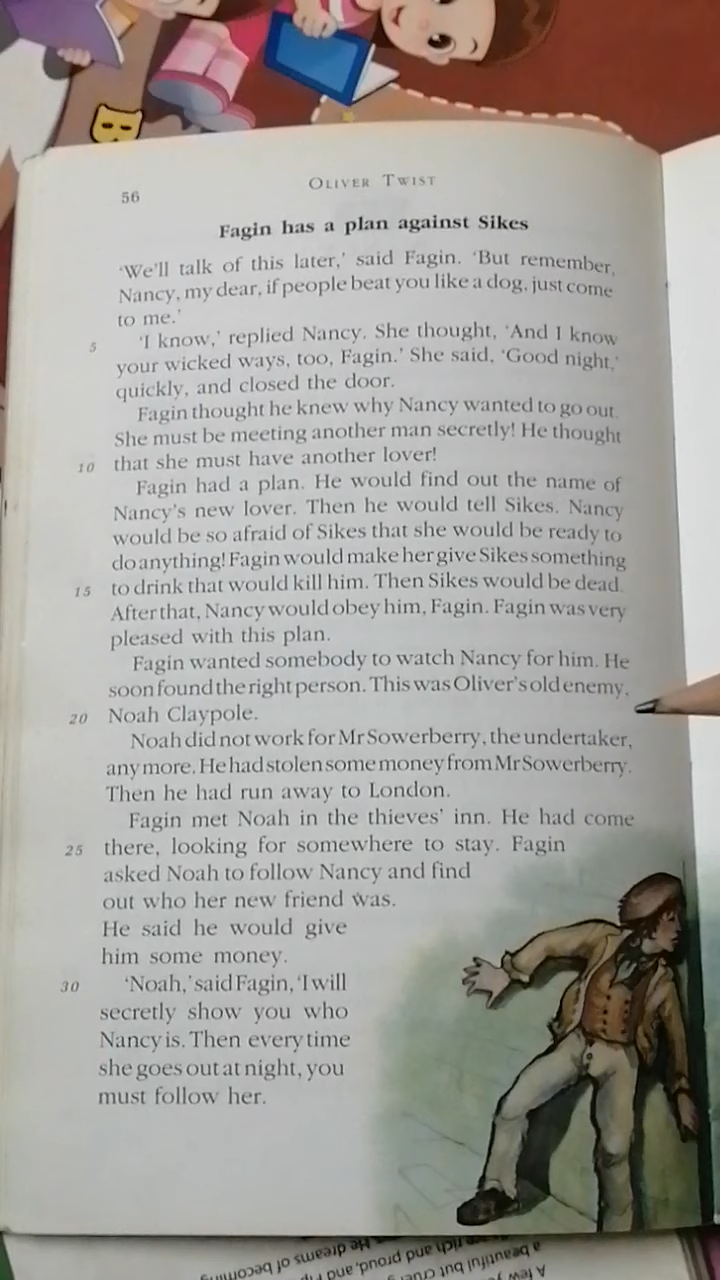 56
OLIVER TWIST
Fagin has a plan against Sikes
‘We’ll talk of this later,’ said Fagin. ‘But remember,
Nancy, my dear, if people beat you like a dog, just come
to me.’
5 ‘I know,’ replied Nancy. She thought, ‘And I know
your wicked ways, too, Fagin.’ She said, ‘Good night,’
quickly, and closed the door.
Fagin thought he knew why Nancy wanted to go out.
She must be meeting another man secretly! He thought
10 that she must have another lover!
Fagin had a plan. He would find out the name of
Nancy’s new lover. Then he would tell Sikes. Nancy
would be so afraid of Sikes that she would be ready to
do anything! Fagin would make her give Sikes something
15 to drink that would kill him. Then Sikes would be dead.
After that, Nancy would obey him, Fagin. Fagin was very
pleased with this plan.
Fagin wanted somebody to watch Nancy for him. He
soon found the right person. This was Oliver’s old enemy,
20 Noah Claypole.
Noah did not work for Mr Sowerberry, the undertaker,
any more. He had stolen some money from Mr Sowerberry.
Then he had run away to London.
Fagin met Noah in the thieves’ inn. He had come
25 there, looking for somewhere to stay. Fagin
asked Noah to follow Nancy and find
out who her new friend was.
He said he would give
him some money.
30 ‘Noah,’ said Fagin, ‘I will
secretly show you who
Nancy is. Then every time
she goes out at night, you
must follow her.
rich and proud, and
He dreams of becoming
a beautiful but
A few